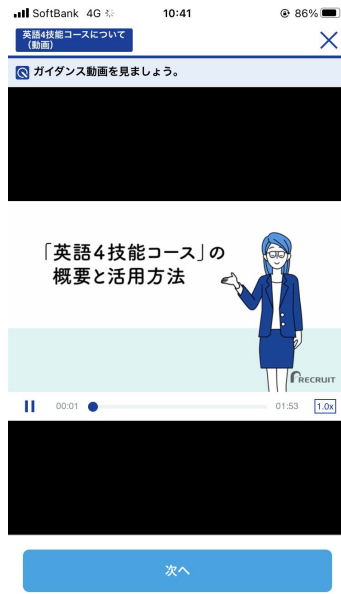 SoftBank 4G 10:41 86%
英語4技能コースについて
（動画）
ガイダンス動画を見ましょう。
「英語4技能コース」の
概要と活用方法
RECRUIT
00:01 01:53 1.0x
次へ